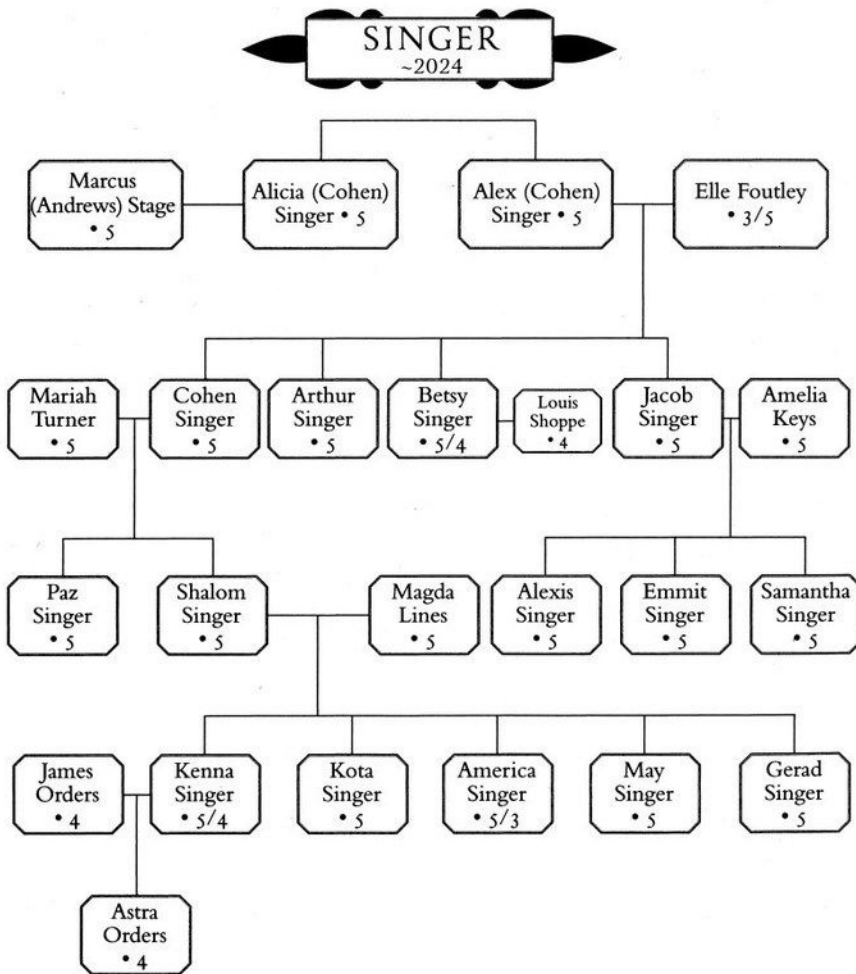 SINGER
~2024
Marcus
(Andrews) Stage
• 5
Alicia (Cohen)
Singer • 5
Alex (Cohen)
Singer • 5
Elle Foutley
• 3/5
Mariah
Turner
• 5
Cohen
Singer
• 5
Arthur
Singer
• 5
Betsy
Singer
• 5/4
Louis
Shoppe
• 4
Jacob
Singer
• 5
Amelia
Keys
• 5
Paz
Singer
• 5
Shalom
Singer
• 5
Magda
Lines
• 5
Alexis
Singer
• 5
Emmit
Singer
• 5
Samantha
Singer
• 5
James
Orders
• 4
Kenna
Singer
• 5/4
Kota
Singer
• 5
America
Singer
• 5/3
May
Singer
• 5
Gerad
Singer
• 5
Astra
Orders
• 4